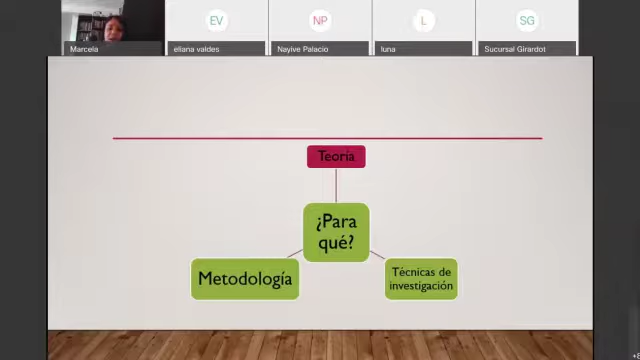 EV
NP
L
SG
Marcela
eliana valdes
Nayive Palacio
luna
Sucursal Girardot
Teoría
¿Para
qué?
Metodología
Técnicas de
investigación